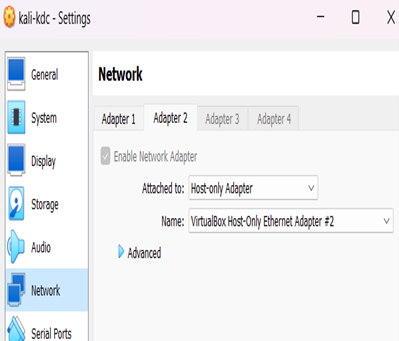 kali-kdc - Settings
General
System
Display
Storage
Audio
Network
Serial Ports
Network
Adapter 1 Adapter 2 Adapter 3 Adapter 4
Enable Network Adapter
Attached to: Host-only Adapter
Name: VirtualBox Host-Only Ethernet Adapter #2
Advanced